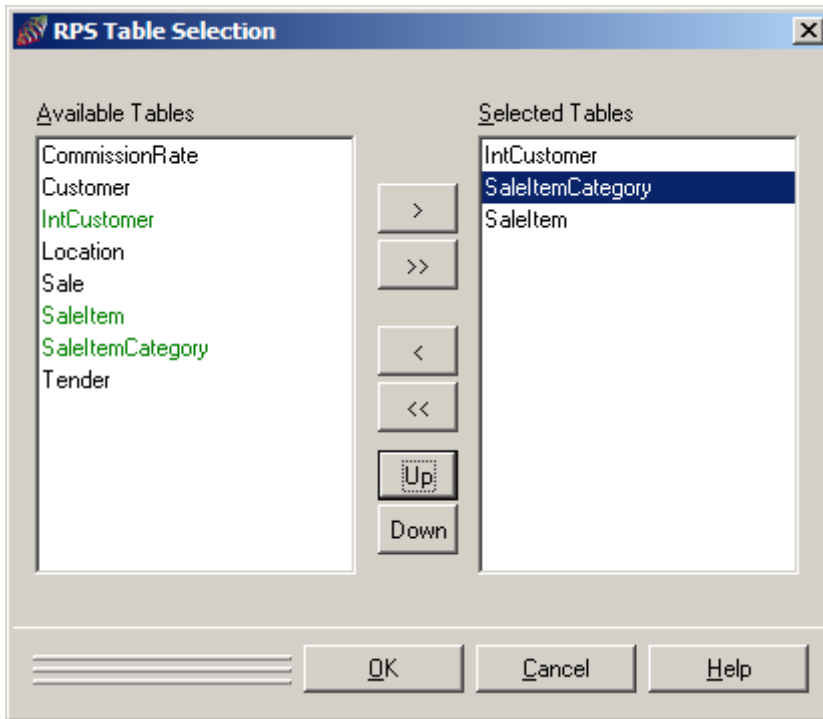 RPS Table Selection
Available Tables
CommissionRate
Customer
IntCustomer
Location
Sale
SaleItem
SaleItemCategory
Tender
>
>>
<
<<
Up
Down
Selected Tables
IntCustomer
SaleItemCategory
SaleItem
OK
Cancel
Help